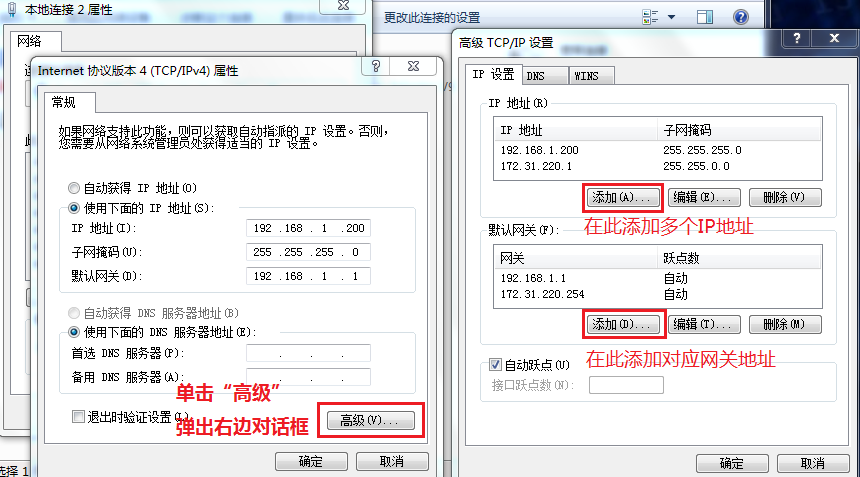 本地连接 2 属性
网络
更改此连接的设置
Internet 协议版本 4 (TCP/IPv4) 属性
常规
如果网络支持此功能，则可以获取自动指派的 IP 设置。否则，
您需要从网络系统管理员处获得适当的 IP 设置。
自动获得 IP 地址(O)
使用下面的 IP 地址(S):
IP 地址(I):
192 .168 . 1 .200
子网掩码(U):
255 .255 .255 . 0
默认网关(D):
192 .168 . 1 . 1
自动获得 DNS 服务器地址(B)
使用下面的 DNS 服务器地址(E):
首选 DNS 服务器(P):
. . .
备用 DNS 服务器(A):
. . .
单击“高级”
退出时验证设置(L)
弹出右边对话框
高级(V)...
确定
取消
选择 1
高级 TCP/IP 设置
IP 设置
DNS
WINS
IP 地址(R)
IP 地址
子网掩码
192.168.1.200
255.255.255.0
172.31.220.1
255.255.0.0
添加(A)...
编辑(E)...
删除(V)
在此添加多个IP地址
默认网关(F):
网关
跃点数
192.168.1.1
自动
172.31.220.254
自动
添加(D)...
编辑(T)...
删除(M)
在此添加对应网关地址
自动跃点(U)
接口跃点数(N):
确定
取消